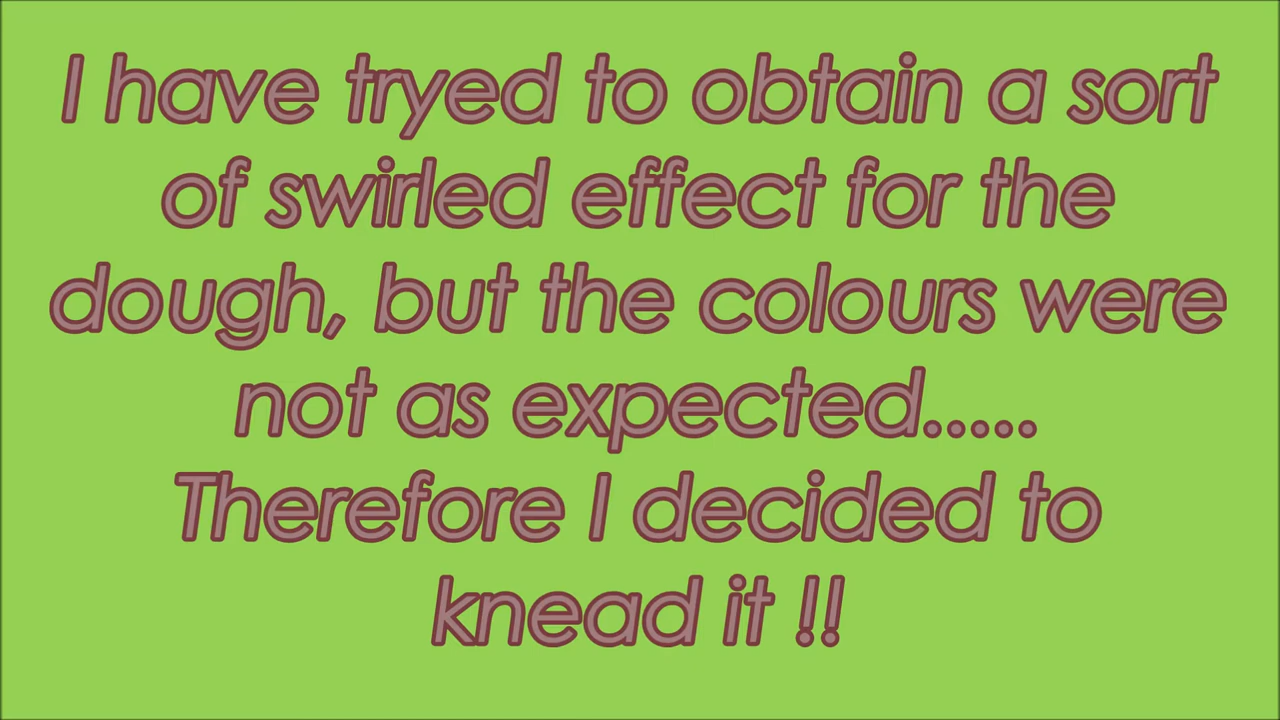 I have tryed to obtain a sort
of swirled effect for the
dough, but the colours were
not as expected.....
Therefore I decided to
knead it !!